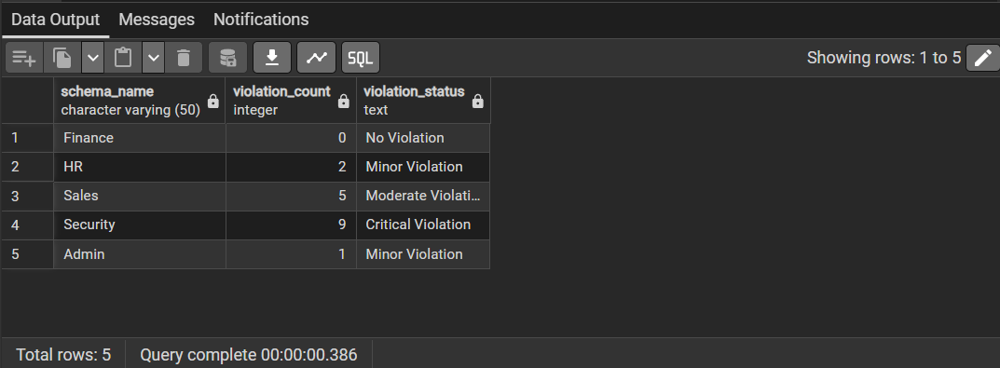 Data Output Messages Notifications
SQL Showing rows: 1 to 5
schema_name violation_count violation_status
character varying (50) integer text
1 Finance 0 No Violation
2 HR 2 Minor Violation
3 Sales 5 Moderate Violati...
4 Security 9 Critical Violation
5 Admin 1 Minor Violation
Total rows: 5 Query complete 00:00:00.386